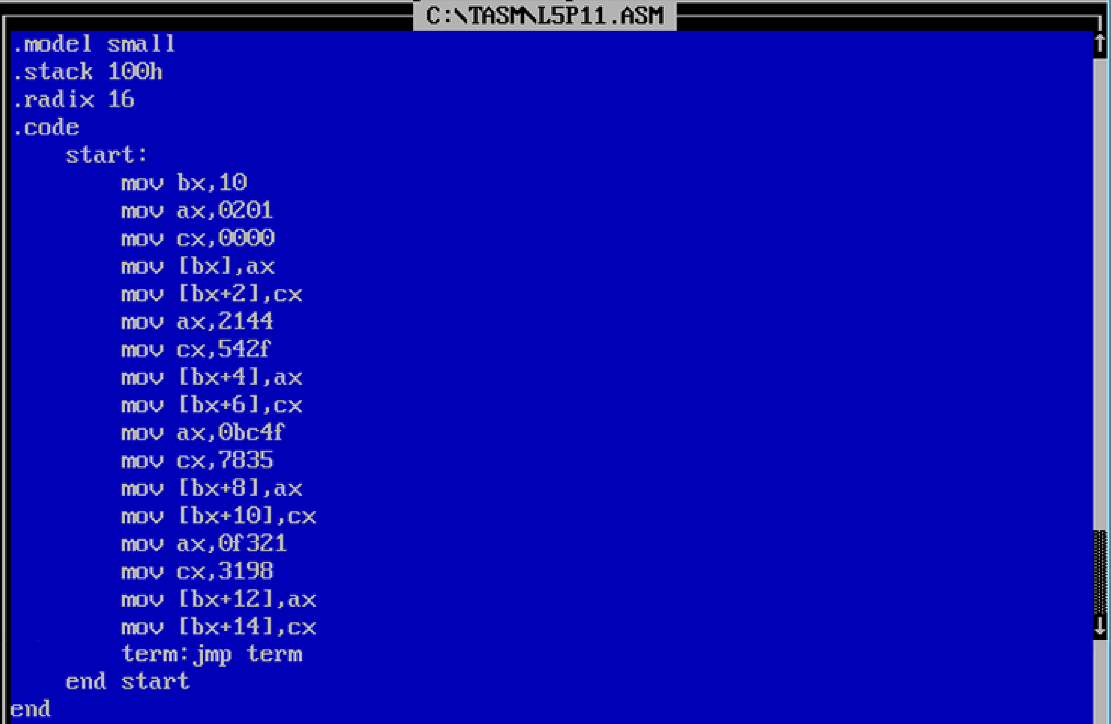 C:\TASM\L5P11.ASM
.model small
.stack 100h
.radix 16
.code
start:
mov bx,10
mov ax,0201
mov cx,0000
mov [bx],ax
mov [bx+2],cx
mov ax,2144
mov cx,542f
mov [bx+4],ax
mov [bx+6],cx
mov ax,0bc4f
mov cx,7835
mov [bx+8],ax
mov [bx+10],cx
mov ax,0f321
mov cx,3198
mov [bx+12],ax
mov [bx+14],cx
term:jmp term
end start
end